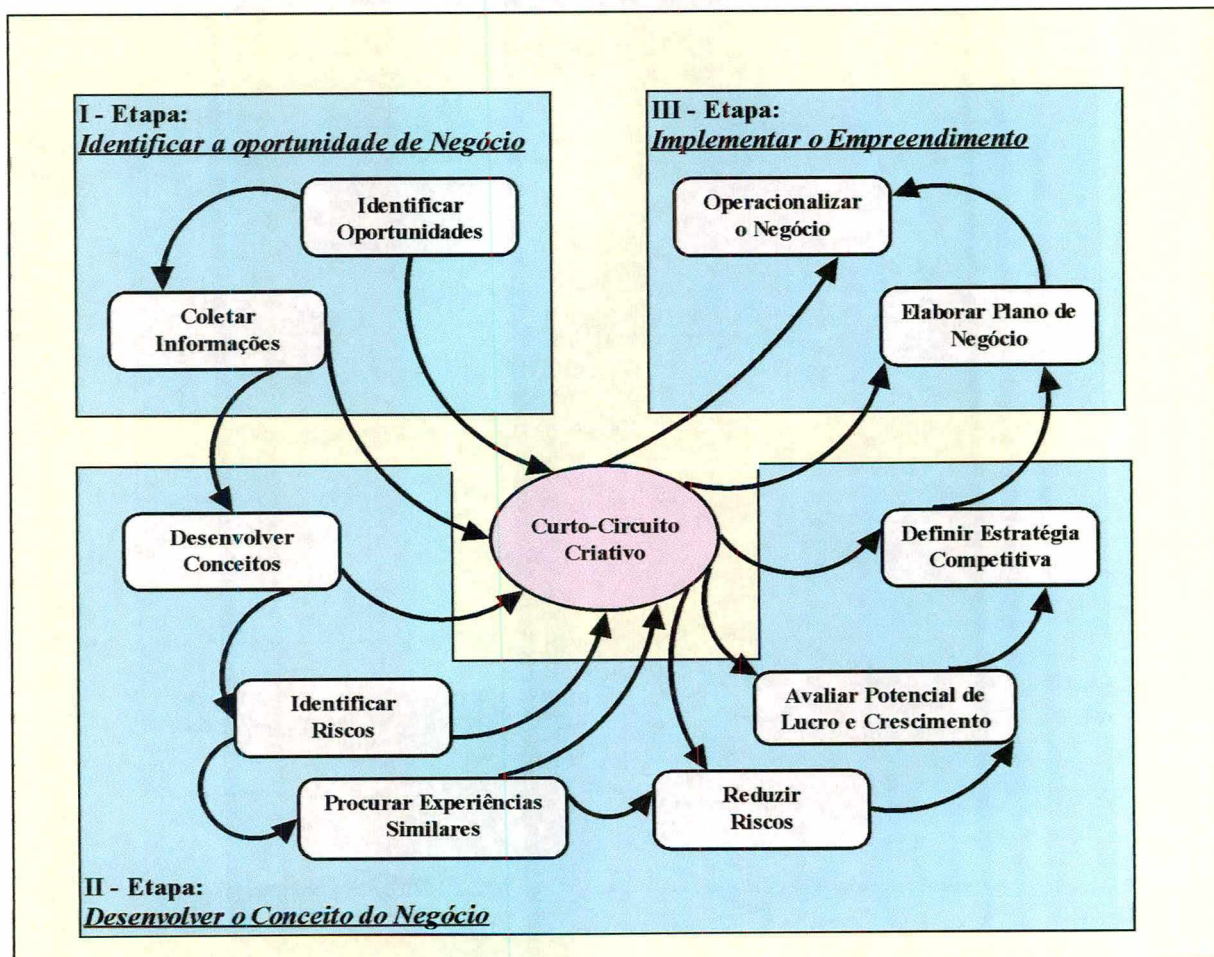 I - Etapa:
Identificar a oportunidade de Negócio
Identificar
Oportunidades
Coletar
Informações
III - Etapa:
Implementar o Empreendimento
Operacionalizar
o Negócio
Elaborar Plano de
Negócio
Curto-Circuito
Criativo
Desenvolver
Conceitos
Definir Estratégia
Competitiva
Identificar
Riscos
Avaliar Potencial de
Lucro e Crescimento
Procurar Experiências
Similares
Reduzir
Riscos
II - Etapa:
Desenvolver o Conceito do Negócio